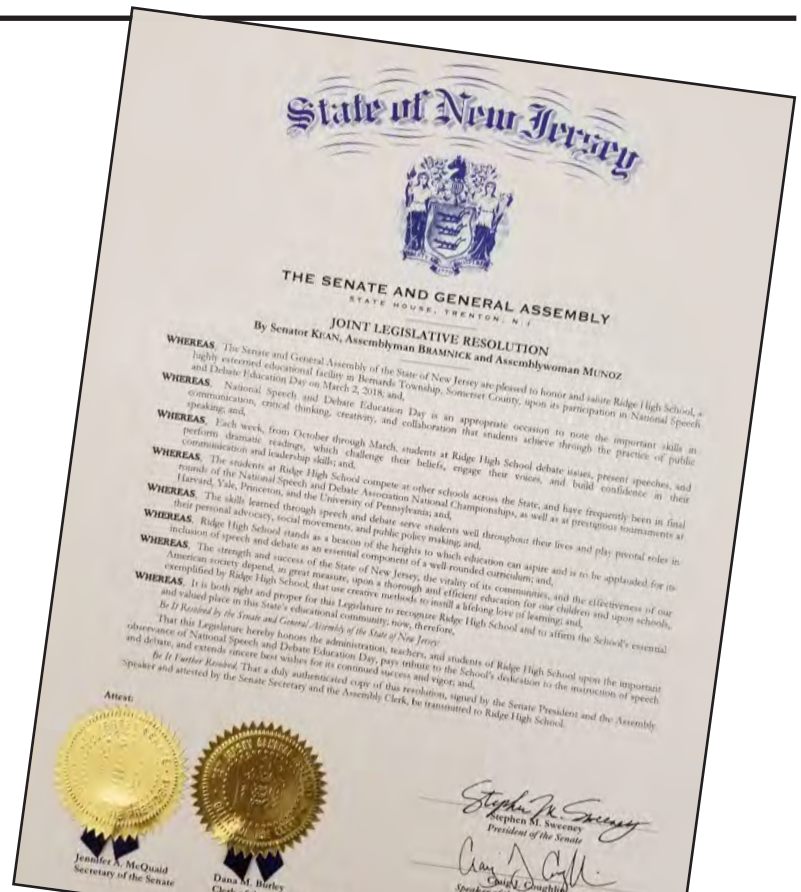 State of New Jersey
THE SENATE AND GENERAL ASSEMBLY
STATE HOUSE, TRENTON, N J
JOINT LEGISLATIVE RESOLUTION
By Senator KEAN, Assemblyman BRAMNICK and Assemblywoman MUNOZ
WHEREAS, The Senate and General Assembly of the State of New Jersey are pleased to honor and salute Ridge High School, a
highly esteemed educational facility in Bernards Township, Somerset County, upon its participation in National Speech
and Debate Education Day on March 2, 2018; and,
WHEREAS, National Speech and Debate Education Day is an appropriate occasion to note the important skills in
communication, critical thinking, creativity, and collaboration that students achieve through the practice of public
speaking; and,
WHEREAS, Each week, from October through March, students at Ridge High School debate issues, present speeches, and
perform dramatic readings, which challenge their beliefs, engage their voices, and build confidence in their
communication and leadership skills; and,
WHEREAS, The students at Ridge High School compete at other schools across the State, and have frequently been in final
rounds of the National Speech and Debate Association National Championships, as well as at prestigious tournaments at
Harvard, Yale, Princeton, and the University of Pennsylvania; and,
WHEREAS, The skills learned through speech and debate serve students well throughout their lives and play pivotal roles in
their personal advocacy, social movements, and public policy making; and,
WHEREAS, Ridge High School stands as a beacon of the heights to which education can aspire and is to be applauded for its
inclusion of speech and debate as an essential component of a well-rounded curriculum; and,
WHEREAS, The strength and success of the State of New Jersey, the vitality of its communities, and the effectiveness of our
American society depend, in great measure, upon a thorough and efficient education for our children and upon schools,
exemplified by Ridge High School, that use creative methods to instill a lifelong love of learning; and,
WHEREAS, It is both right and proper for this Legislature to recognize Ridge High School and to affirm the School's essential
and valued place in this State's educational community; now, therefore,
Be It Resolved by the Senate and General Assembly of the State of New Jersey:
That this Legislature hereby honors the administration, teachers, and students of Ridge High School upon the important
observance of National Speech and Debate Education Day, pays tribute to the School's dedication to the instruction of speech
and debate, and extends sincere best wishes for its continued success and vigor; and,
Be It Further Resolved, That a duly authenticated copy of this resolution, signed by the Senate President and the Assembly
Speaker and attested by the Senate Secretary and the Assembly Clerk, be transmitted to Ridge High School.
Attest:
Stephen M. Sweeney
President of the Senate
Jennifer A. McQuaid
Secretary of the Senate
Dana M. Burley
Craig J. Coughlin